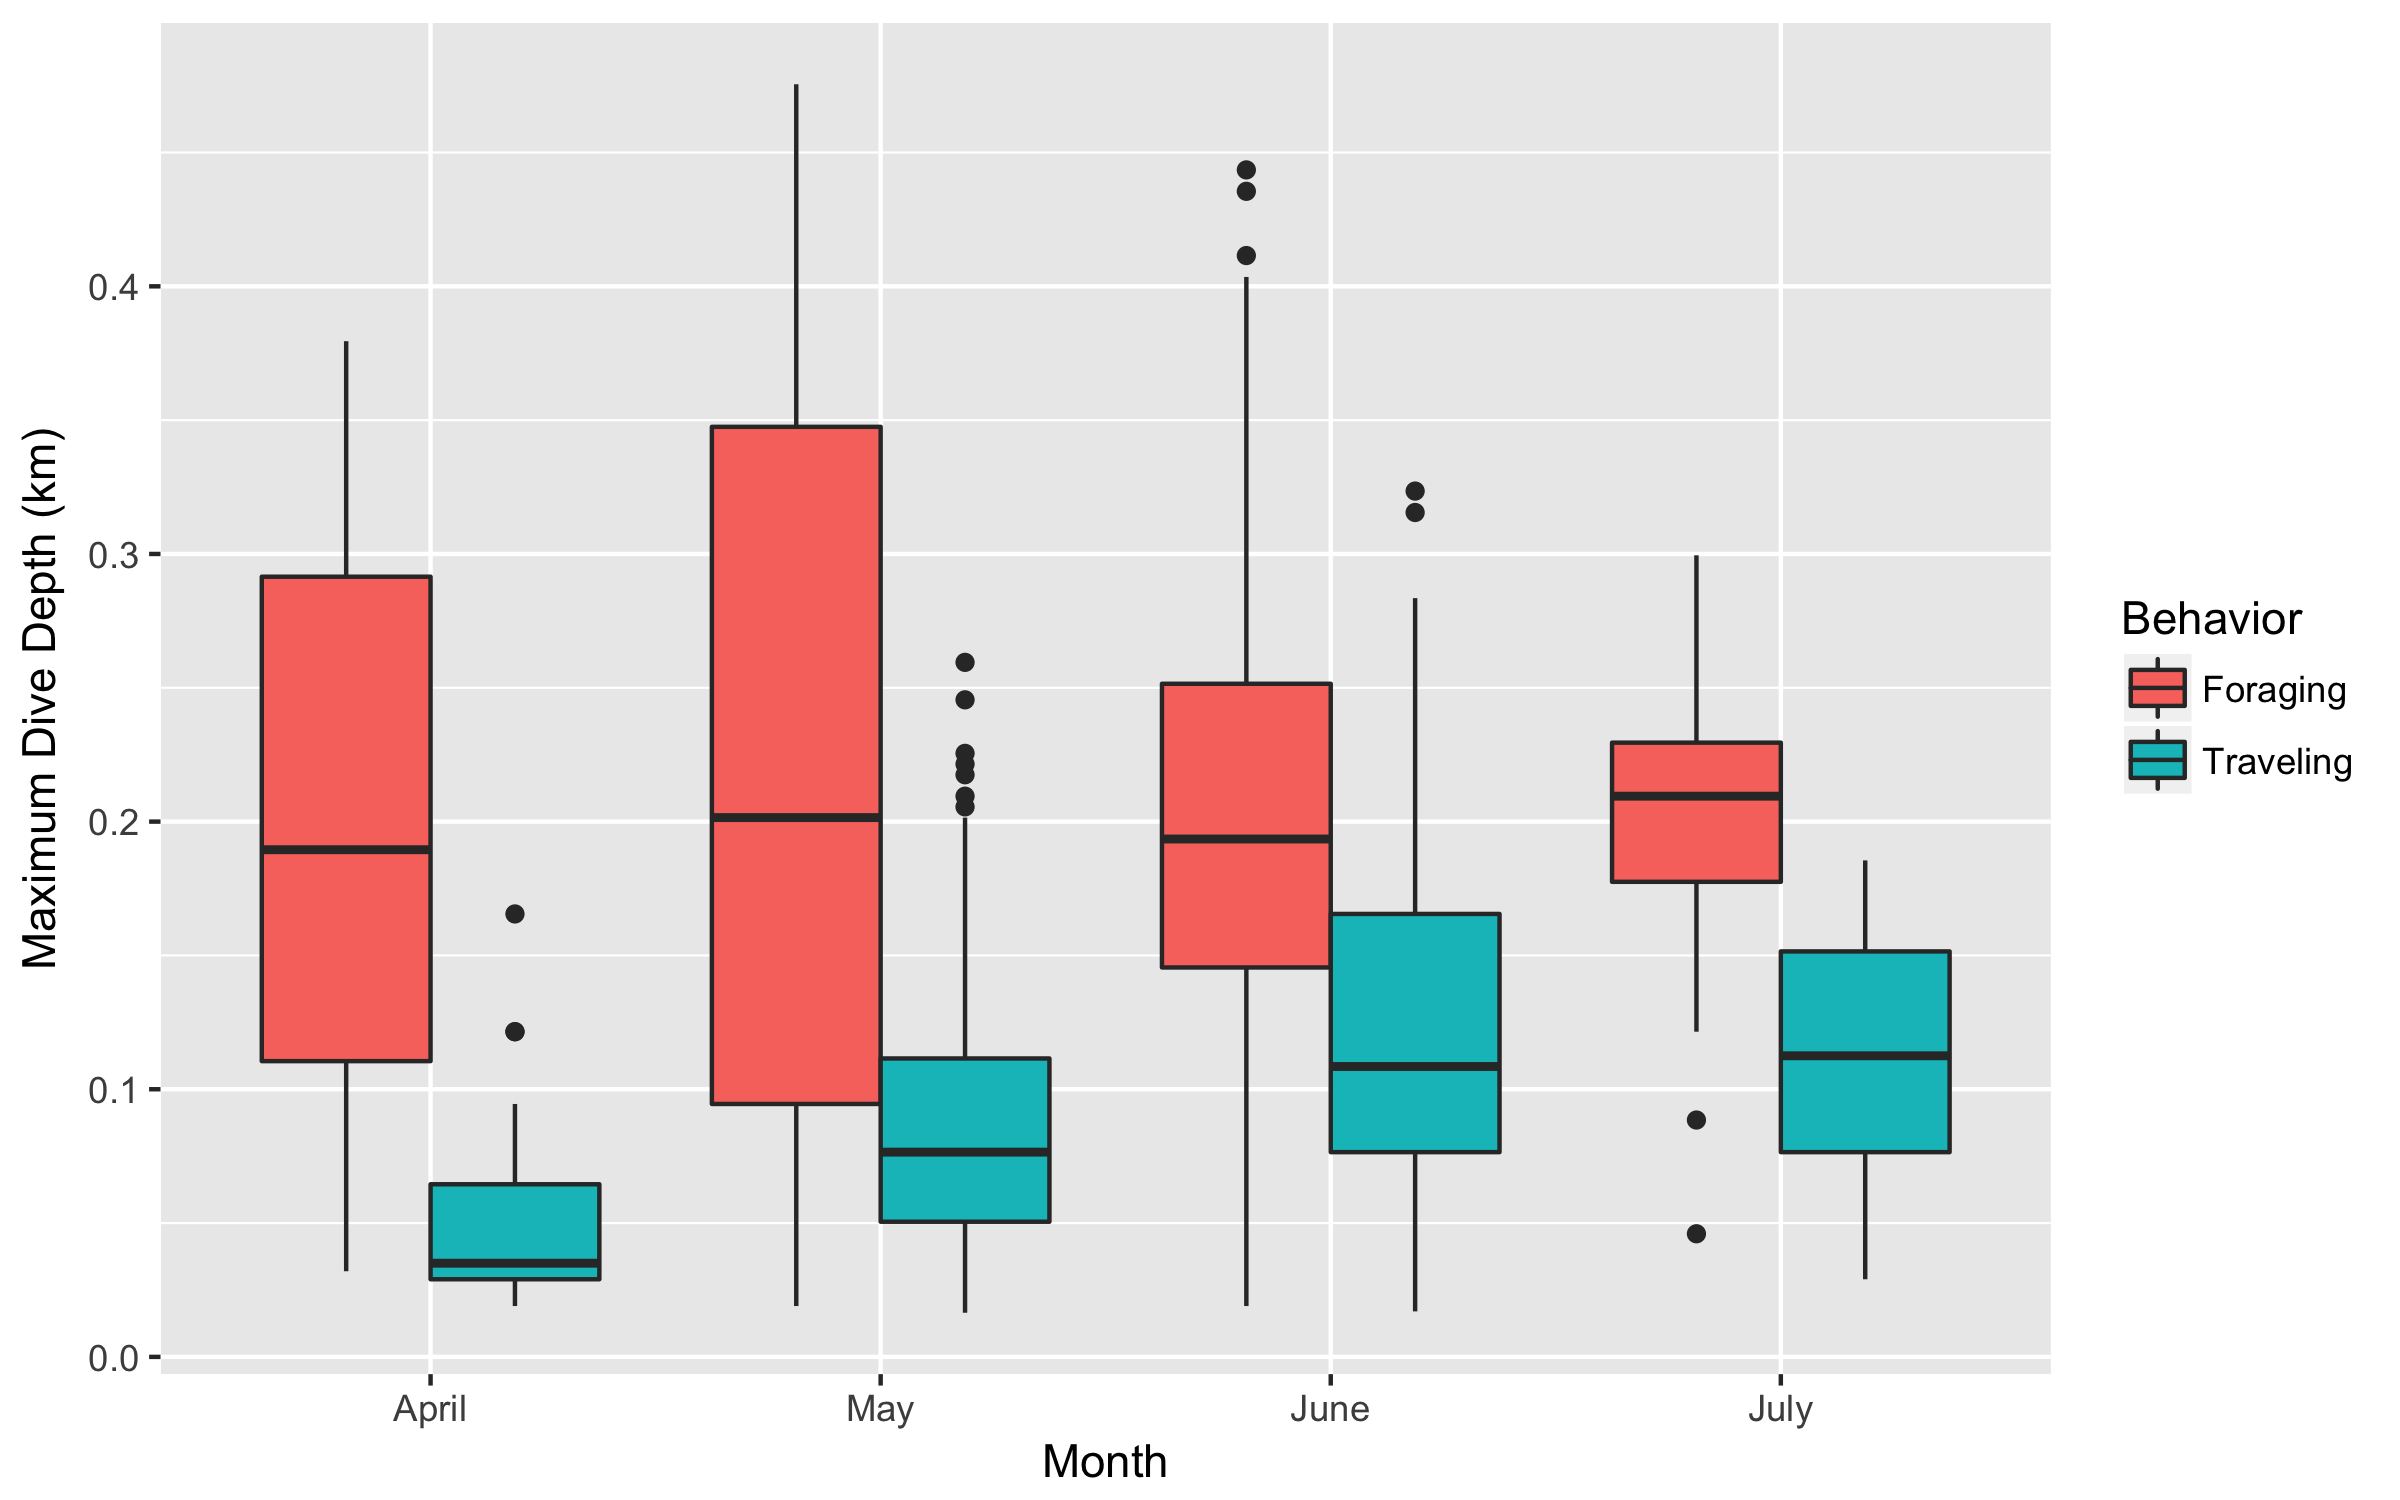 Maximum Dive Depth (km)
0.4
0.3
0.2
0.1
0.0
April
May
June
July
Month
Behavior
Foraging
Traveling